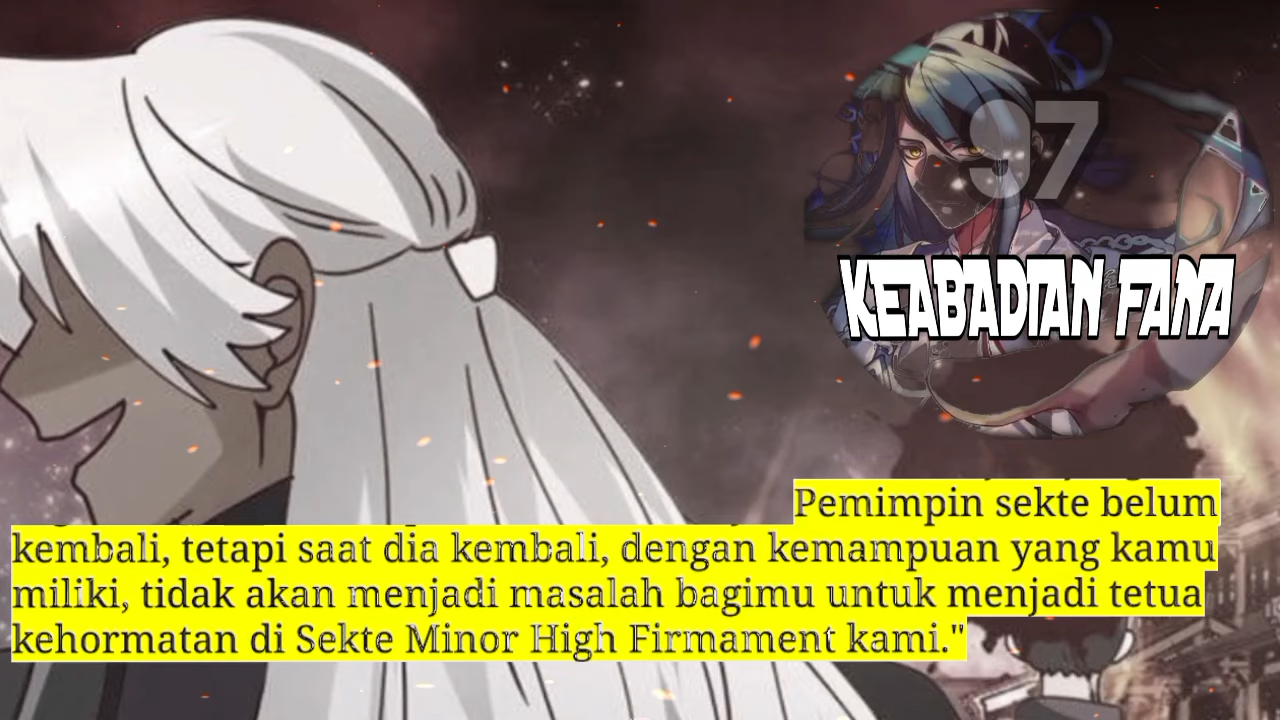 97
KEABADIAN FANA
Pemimpin sekte belum
kembali, tetapi saat dia kembali, dengan kemampuan yang kamu
miliki, tidak akan menjadi masalah bagimu untuk menjadi tetua
kehormatan di Sekte Minor High Firmament kami."